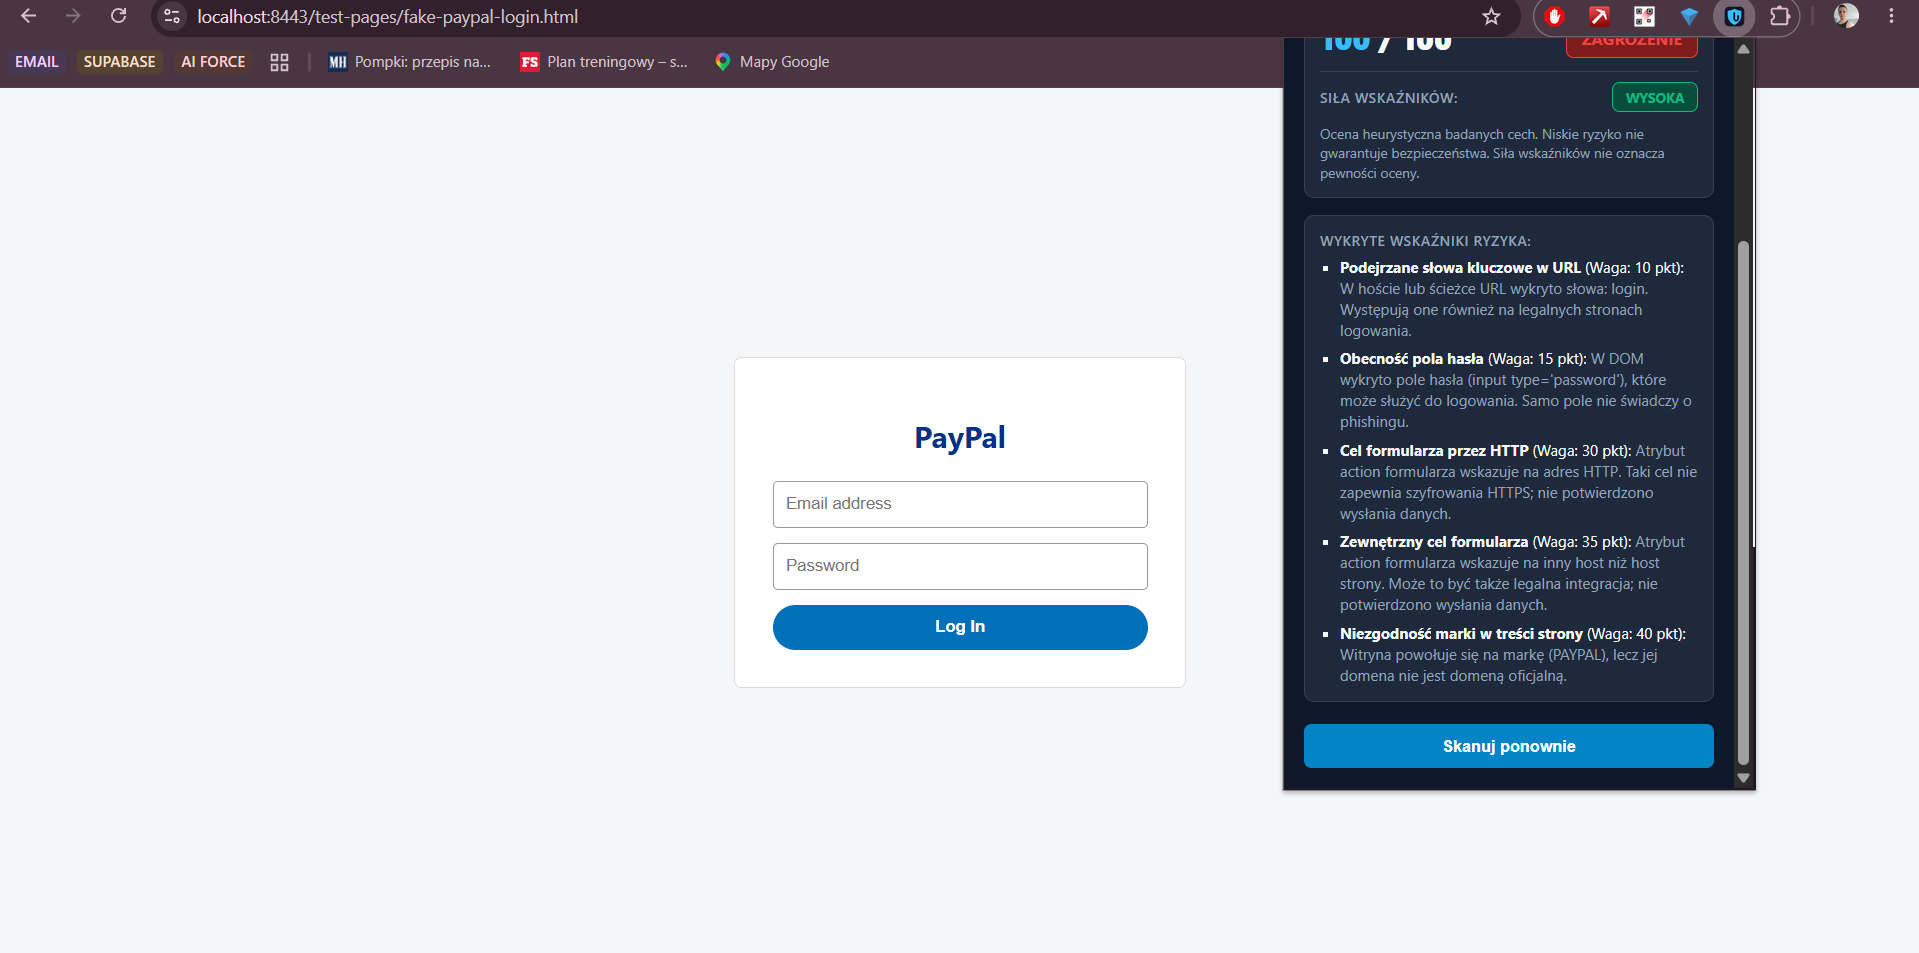 localhost:8443/test-pages/fake-paypal-login.html
EMAIL
SUPABASE
AI FORCE
MH
Pompki: przepis na...
FS
Plan treningowy – s...
Mapy Google
100 / 100
ZAGROŻENIE
SIŁA WSKAŹNIKÓW:
WYSOKA
Ocena heurystyczna badanych cech. Niskie ryzyko nie
gwarantuje bezpieczeństwa. Siła wskaźników nie oznacza
pewności oceny.
WYKRYTE WSKAŹNIKI RYZYKA:
Podejrzane słowa kluczowe w URL (Waga: 10 pkt):
W hoście lub ścieżce URL wykryto słowa: login.
Występują one również na legalnych stronach
logowania.
Obecność pola hasła (Waga: 15 pkt): W DOM
wykryto pole hasła (input type='password'), które
może służyć do logowania. Samo pole nie świadczy o
phishingu.
Cel formularza przez HTTP (Waga: 30 pkt): Atrybut
action formularza wskazuje na adres HTTP. Taki cel nie
zapewnia szyfrowania HTTPS; nie potwierdzono
wysłania danych.
Zewnętrzny cel formularza (Waga: 35 pkt): Atrybut
action formularza wskazuje na inny host niż host
strony. Może to być także legalna integracja; nie
potwierdzono wysłania danych.
Niezgodność marki w treści strony (Waga: 40 pkt):
Witryna powołuje się na markę (PAYPAL), lecz jej
domena nie jest domeną oficjalną.
Skanuj ponownie
PayPal
Email address
Password
Log In